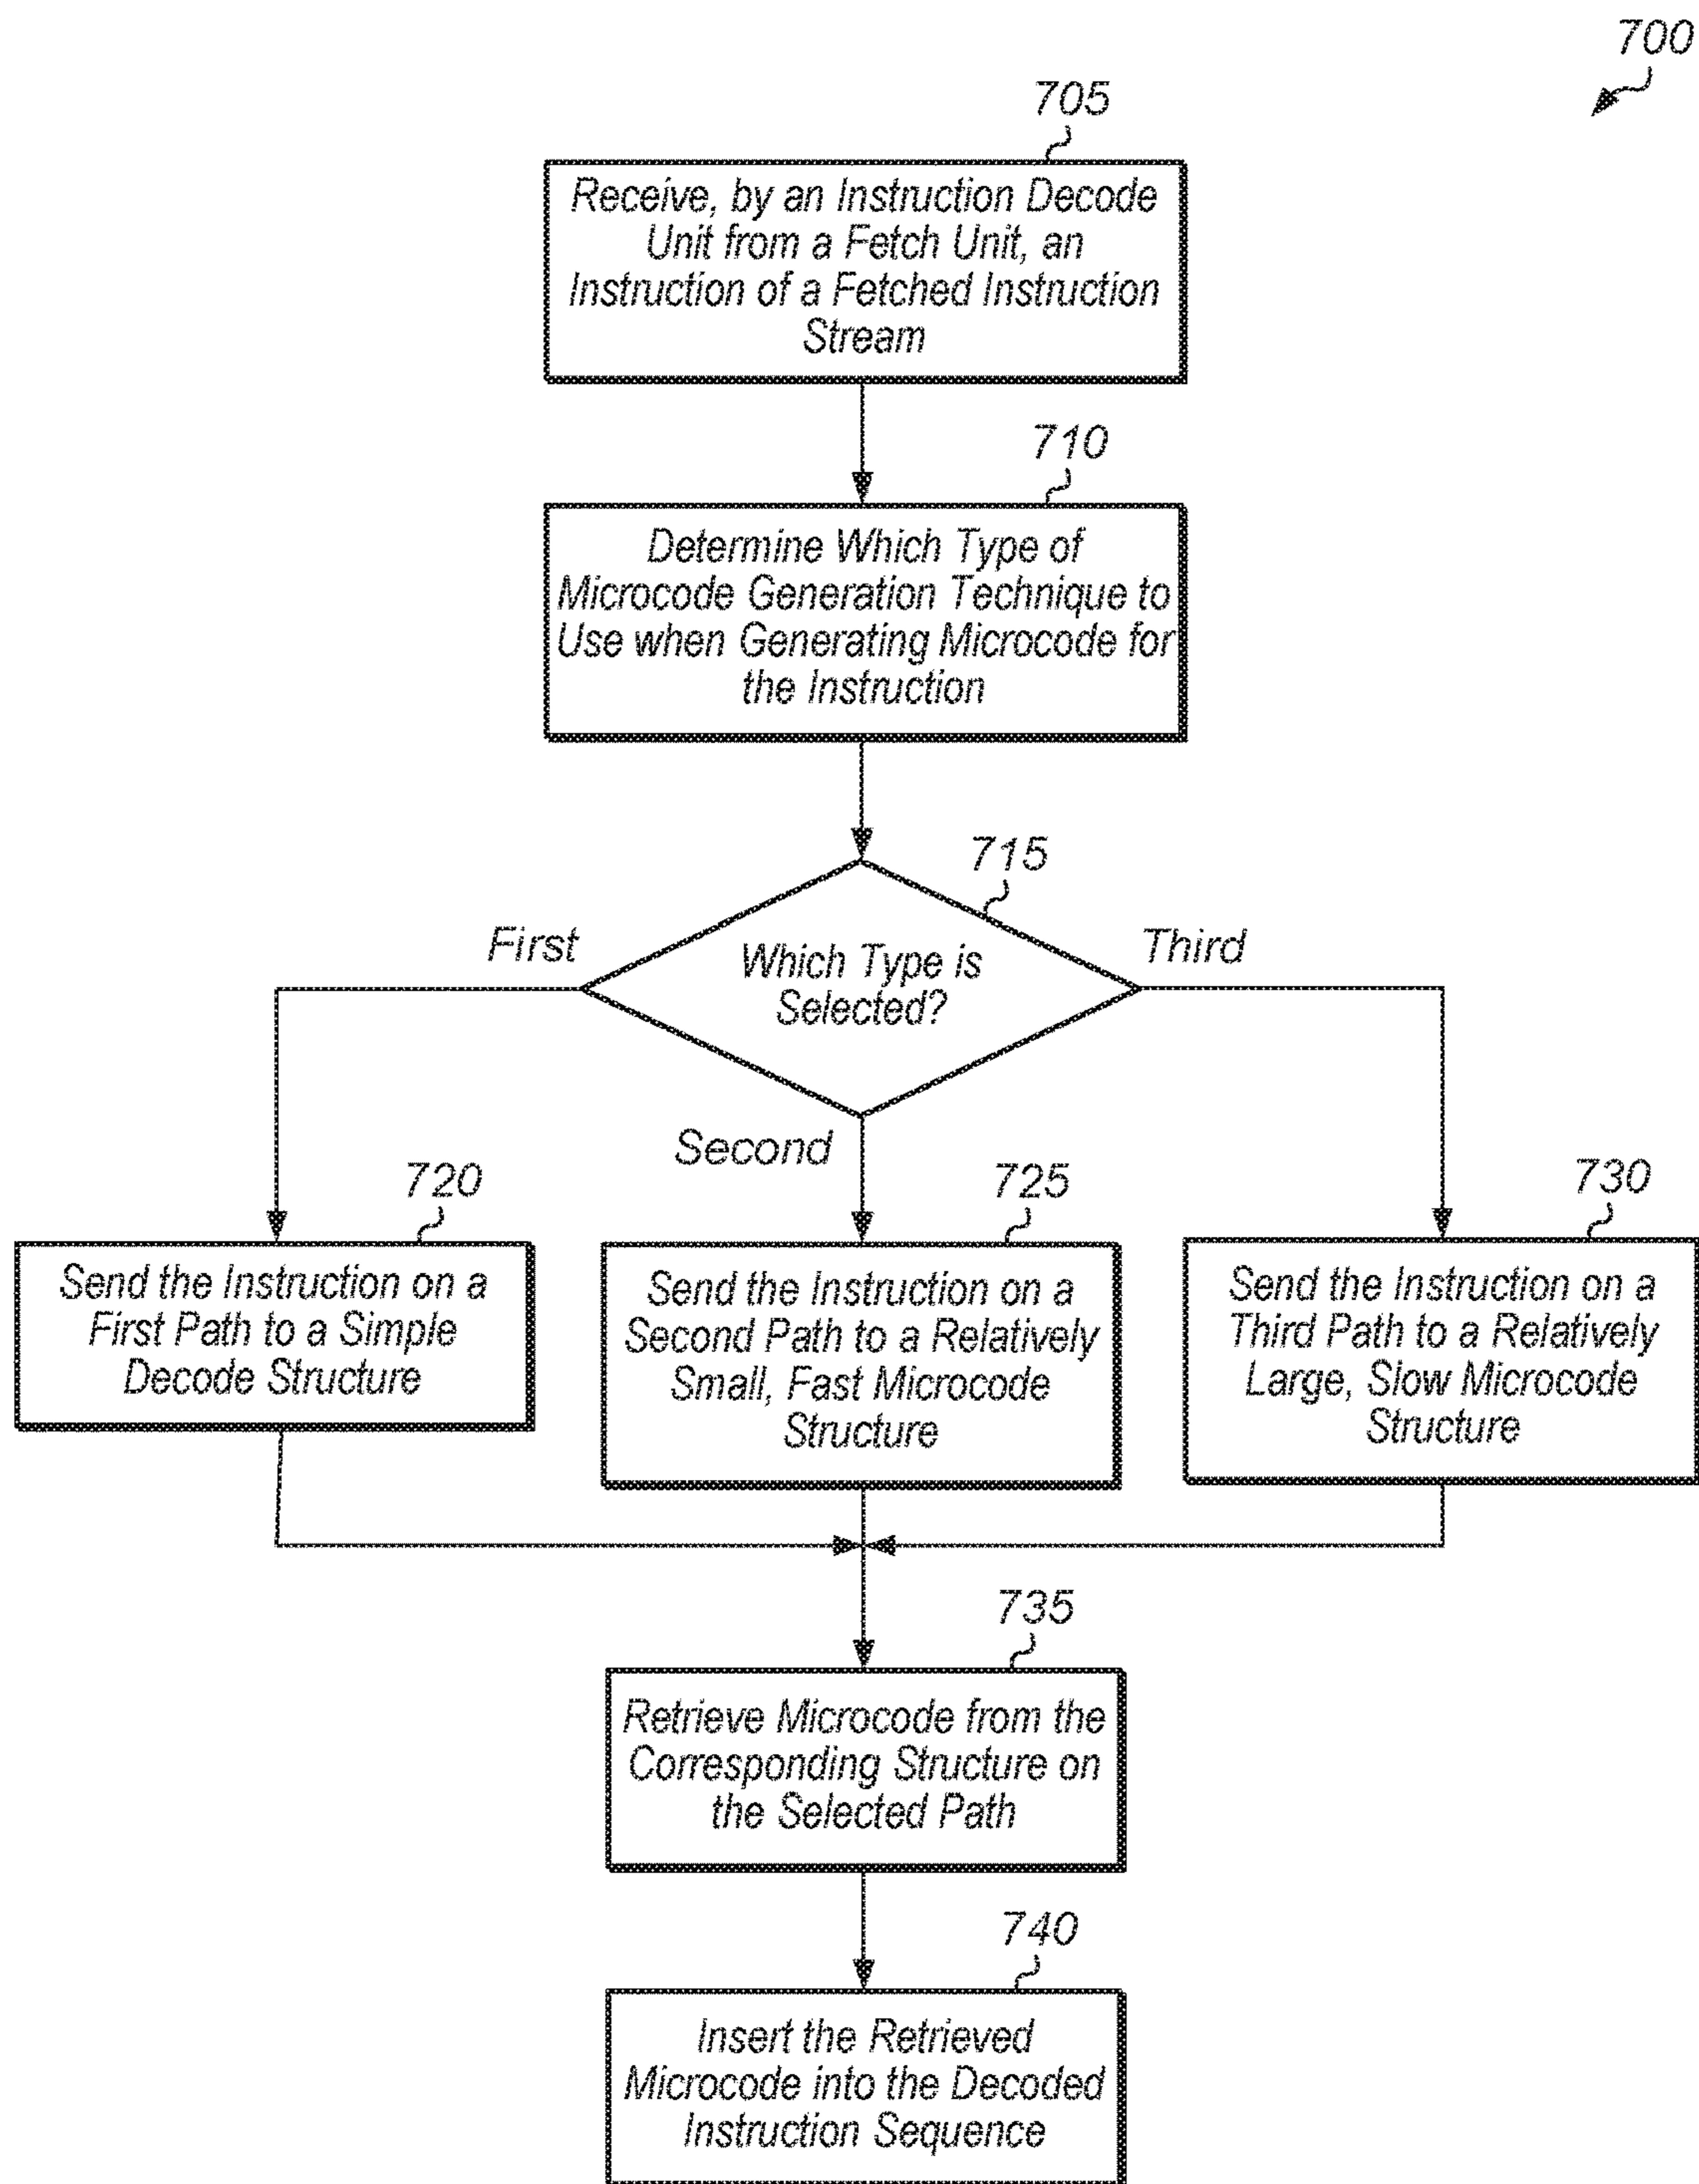 700
705
Receive, by an Instruction Decode
Unit from a Fetch Unit, an
Instruction of a Fetched Instruction
Stream
710
Determine Which Type of
Microcode Generation Technique to
Use when Generating Microcode for
the Instruction
715
First
Which Type is
Selected?
Third
Second
720
Send the Instruction on a
First Path to a Simple
Decode Structure
725
Send the Instruction on a
Second Path to a Relatively
Small, Fast Microcode
Structure
730
Send the Instruction on a
Third Path to a Relatively
Large, Slow Microcode
Structure
735
Retrieve Microcode from the
Corresponding Structure on
the Selected Path
740
Insert the Retrieved
Microcode into the Decoded
Instruction Sequence